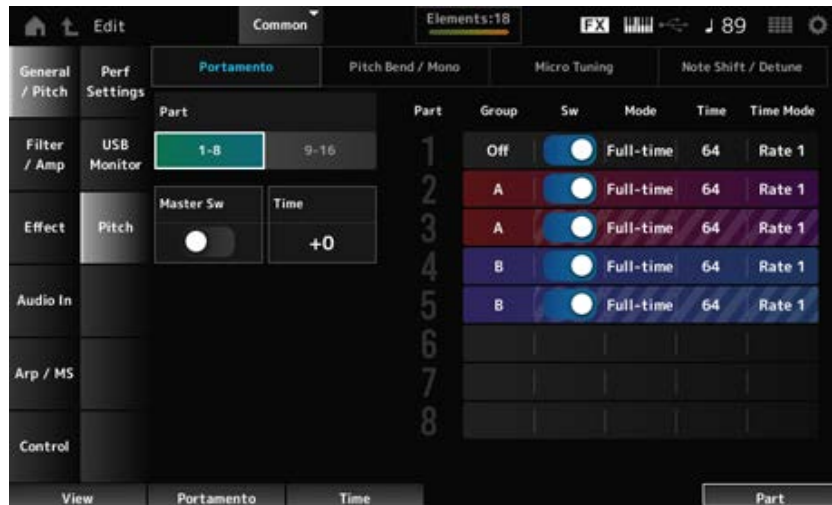 Edit
Common
Elements:18
FX
89
General / Pitch
Perf Settings
Portamento
Pitch Bend / Mono
Micro Tuning
Note Shift / Detune
Part
Part Group Sw Mode Time Time Mode
1-8
9-16
1 Off Full-time 64 Rate 1
Filter / Amp
USB Monitor
2 A Full-time 64 Rate 1
Master Sw
Time
Effect
Pitch
+0
3 A Full-time 64 Rate 1
4 B Full-time 64 Rate 1
Audio In
5 B Full-time 64 Rate 1
6
Arp / MS
7
8
Control
View
Portamento
Time
Part